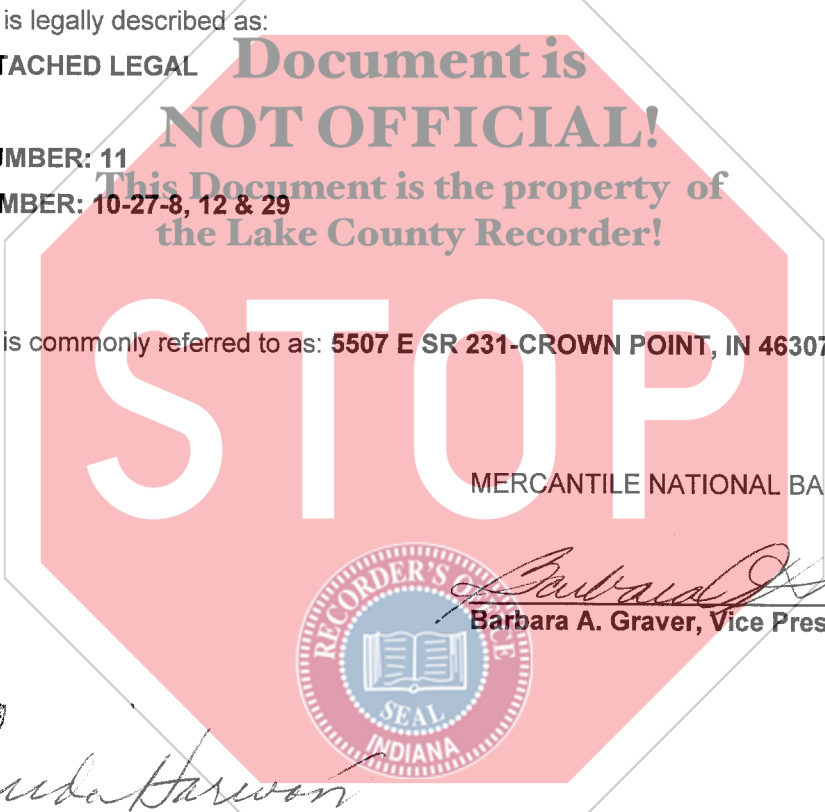 is legally described as:
TACHED LEGAL
Document is
NOT OFFICIAL!
UMBER: 11
This Document is the property of
MBER: 10-27-8, 12 & 29
the Lake County Recorder!
is commonly referred to as: 5507 E SR 231-CROWN POINT, IN 46307
STOP
MERCANTILE NATIONAL BA
Barbara A. Graver, Vice Pres
RECORDER'S OFFICE
SEAL
INDIANA